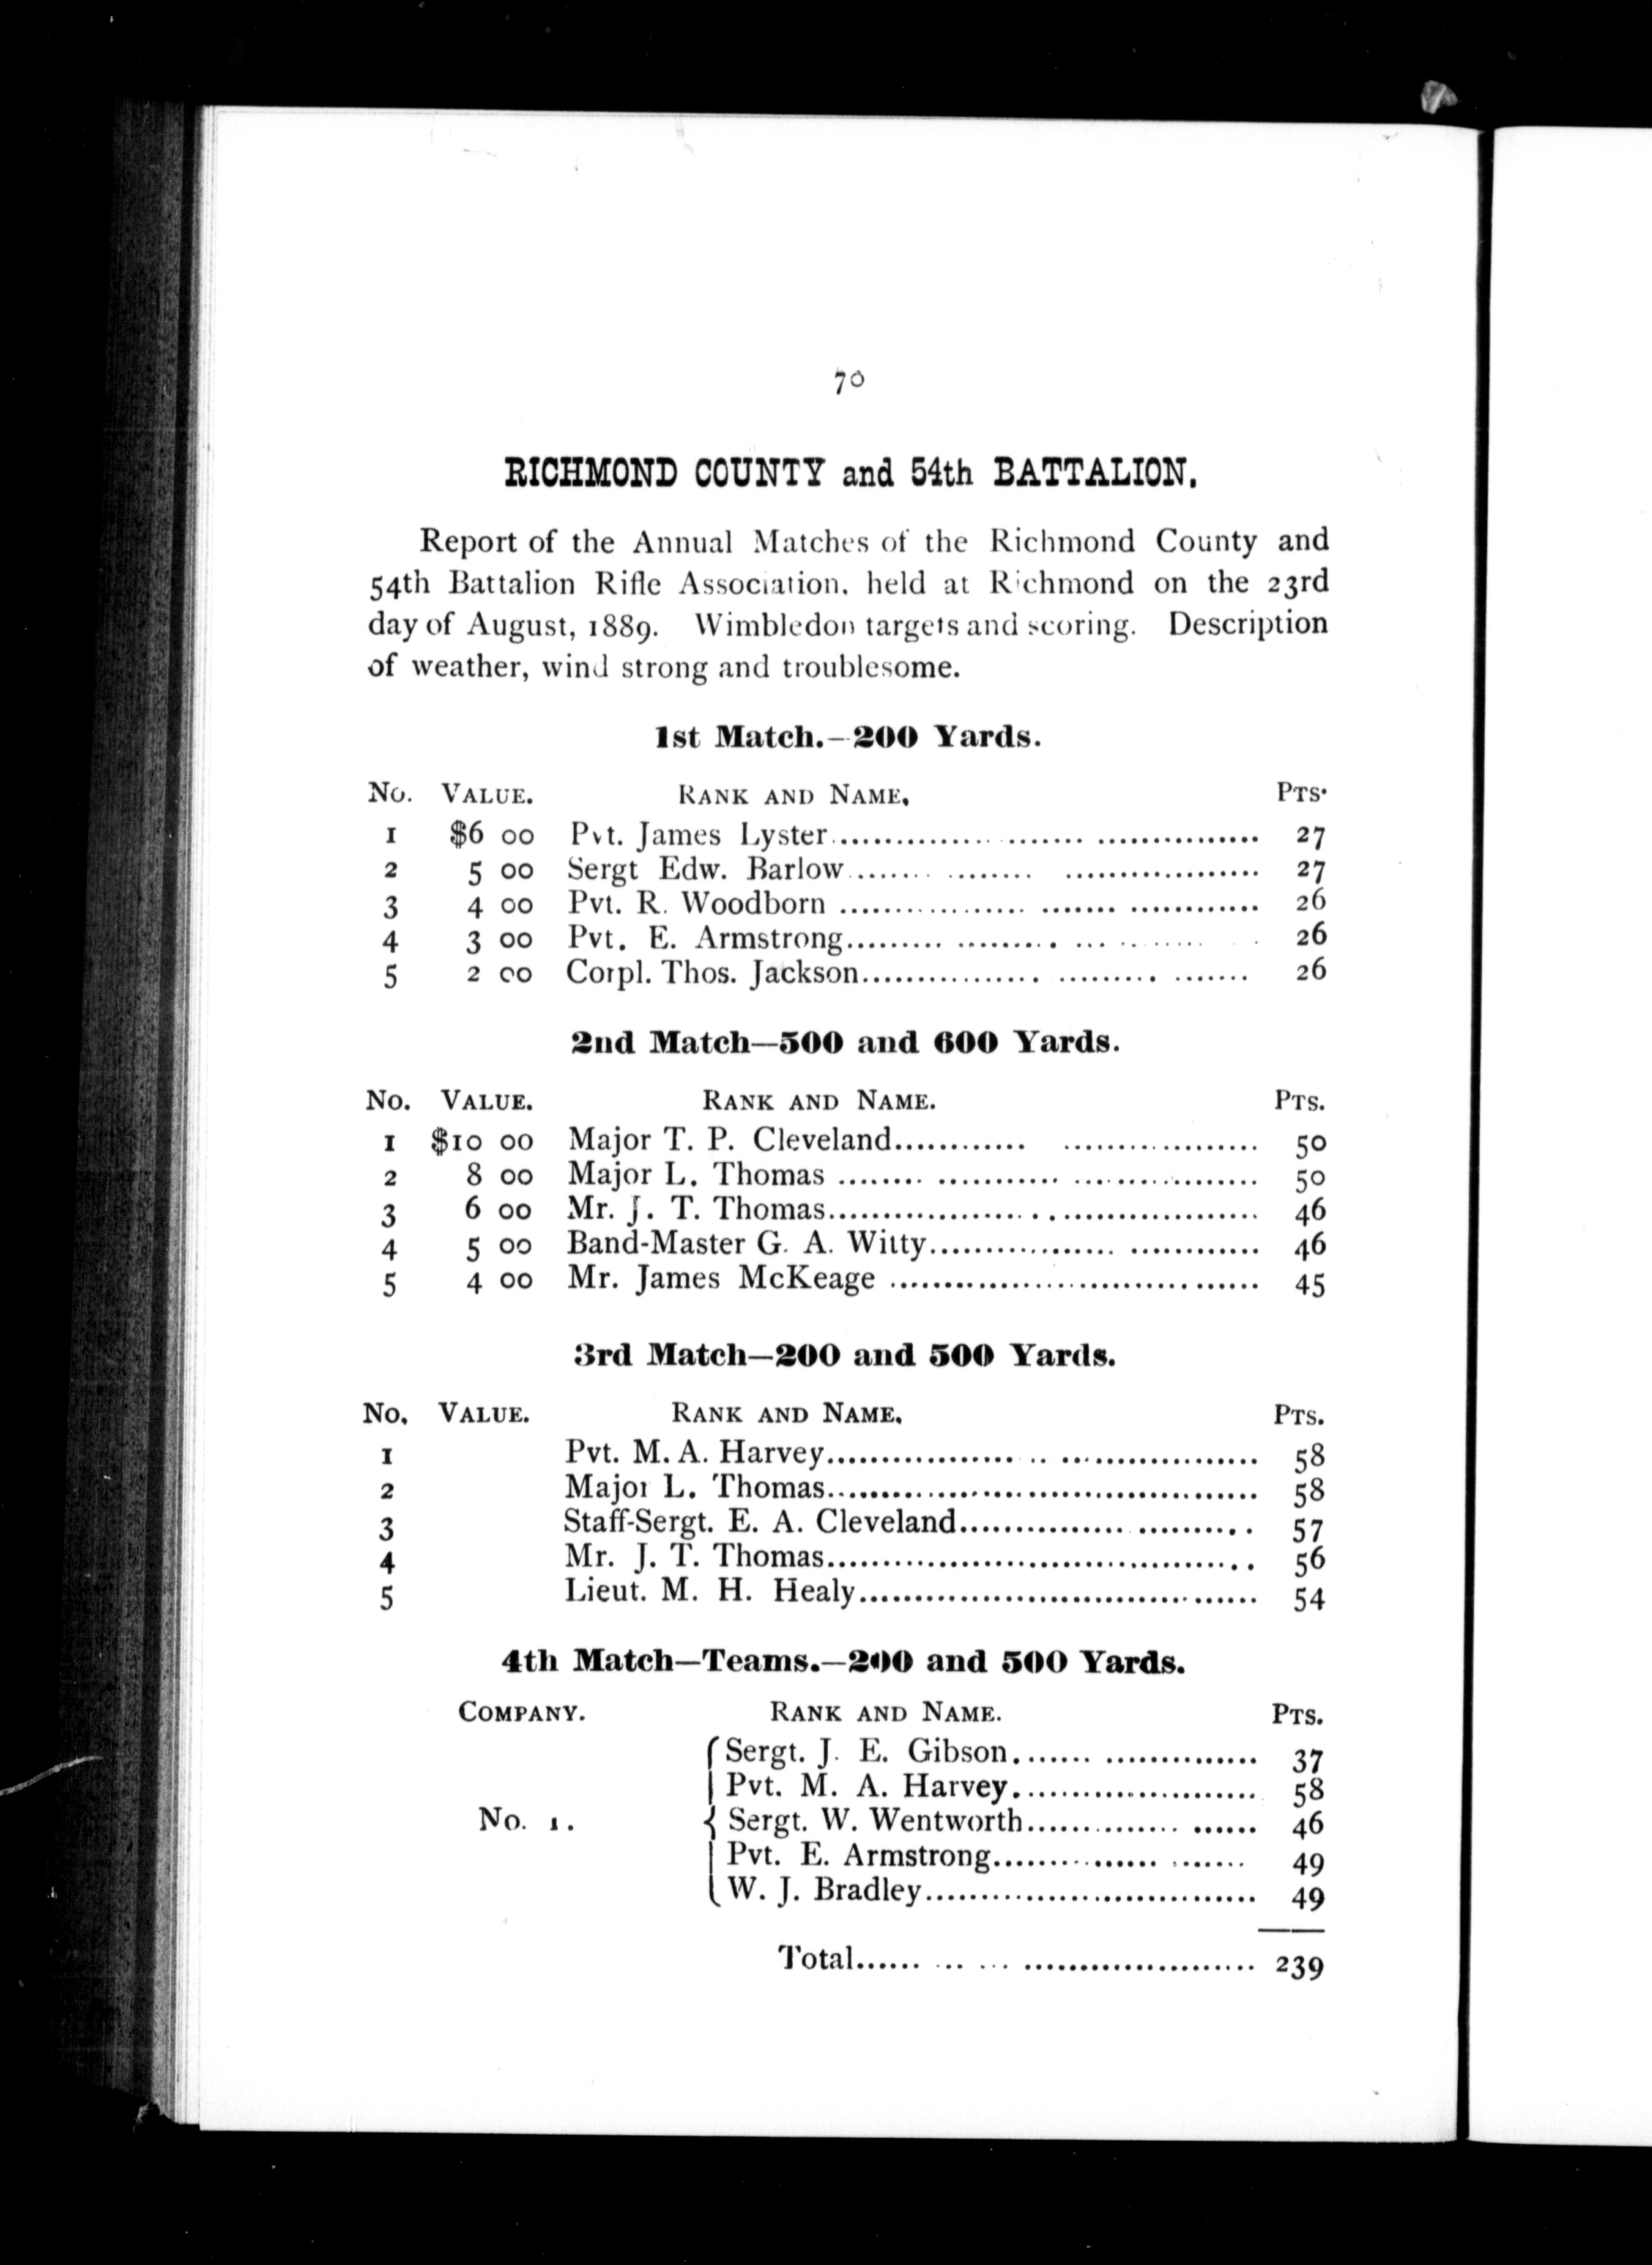 70
RICHMOND COUNTY and 54th BATTALION.
Report of the Annual Matches of the Richmond County and
54th Battalion Rifle Association, held at Richmond on the 23rd
day of August, 1889. Wimbledon targets and scoring. Description
of weather, wind strong and troublesome.
1st Match.—200 Yards.
No. VALUE. RANK AND NAME. PTS.
1 $6 00 Pvt. James Lyster 27
2 5 00 Sergt Edw. Barlow 27
3 4 00 Pvt. R. Woodborn 26
4 3 00 Pvt. E. Armstrong 26
5 2 00 Corpl. Thos. Jackson 26
2nd Match—500 and 600 Yards.
No. VALUE. RANK AND NAME. PTS.
1 $10 00 Major T. P. Cleveland 50
2 8 00 Major L. Thomas 50
3 6 00 Mr. J. T. Thomas 46
4 5 00 Band-Master G. A. Witty 46
5 4 00 Mr. James McKeage 45
3rd Match—200 and 500 Yards.
No. VALUE. RANK AND NAME. PTS.
1 Pvt. M. A. Harvey 58
2 Major L. Thomas 58
3 Staff-Sergt. E. A. Cleveland 57
4 Mr. J. T. Thomas 56
5 Lieut. M. H. Healy 54
4th Match—Teams.—200 and 500 Yards.
COMPANY. RANK AND NAME. PTS.
Sergt. J. E. Gibson 37
Pvt. M. A. Harvey 58
No. 1. Sergt. W. Wentworth 46
Pvt. E. Armstrong 49
W. J. Bradley 49
Total 239